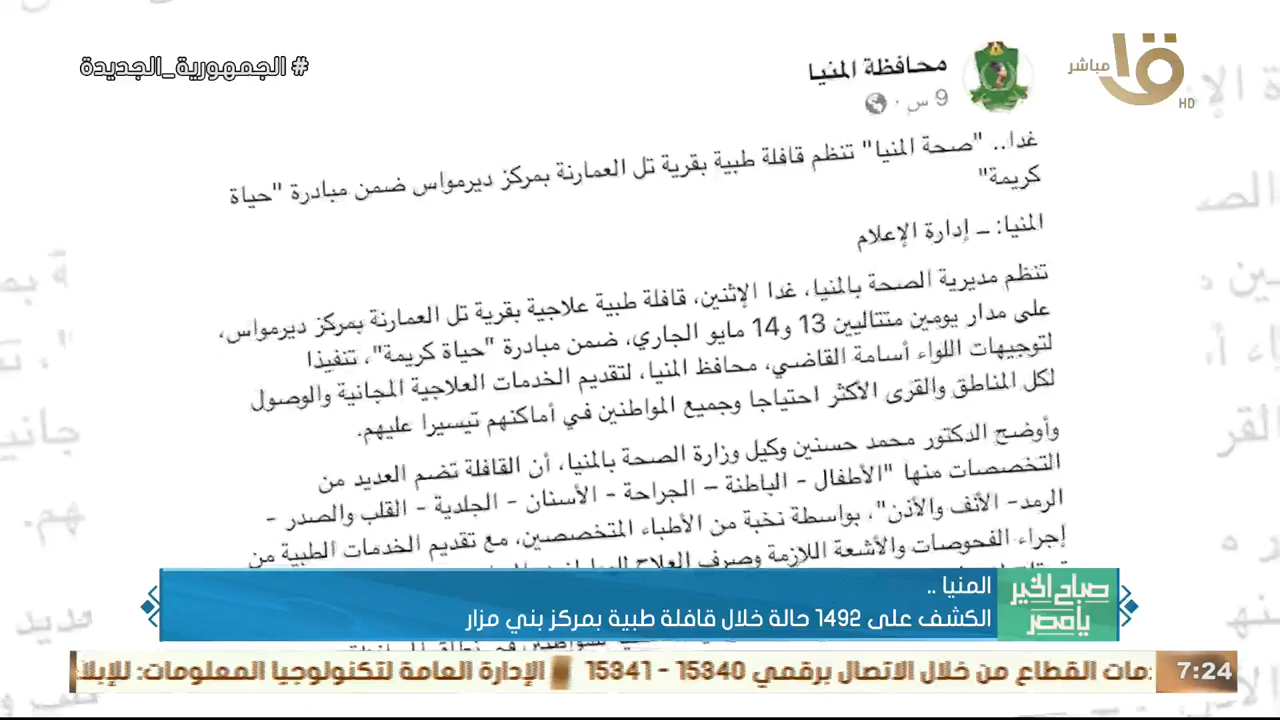 # الجمهورية_الجديدة
مباشر
HD
محافظة المنيا
9 س
غدا.. "صحة المنيا" تنظم قافلة طبية بقرية تل العمارنة بمركز ديرمواس ضمن مبادرة "حياة
كريمة"
المنيا: ـ إدارة الإعلام
تنظم مديرية الصحة بالمنيا، غدا الإثنين، قافلة طبية علاجية بقرية تل العمارنة بمركز ديرمواس،
على مدار يومين متتاليين 13 و14 مايو الجاري، ضمن مبادرة "حياة كريمة"، تنفيذا
لتوجيهات اللواء أسامة القاضي، محافظ المنيا، لتقديم الخدمات العلاجية المجانية والوصول
لكل المناطق والقرى الأكثر احتياجا وجميع المواطنين في أماكنهم تيسيرا عليهم.
وأوضح الدكتور محمد حسنين وكيل وزارة الصحة بالمنيا، أن القافلة تضم العديد من
التخصصات منها "الأطفال - الباطنة – الجراحة - الأسنان - الجلدية - القلب والصدر -
الرمد- الأنف والأذن"، بواسطة نخبة من الأطباء المتخصصين، مع تقديم الخدمات الطبية من
إجراء الفحوصات والأشعة اللازمة وصرف العلاج
صباح الخير
يا مصر
المنيا ..
الكشف على 1492 حالة خلال قافلة طبية بمركز بني مزار
7:24
دمات القطاع من خلال الاتصال برقمي 15340 - 15341
الإدارة العامة لتكنولوجيا المعلومات: للإبلا